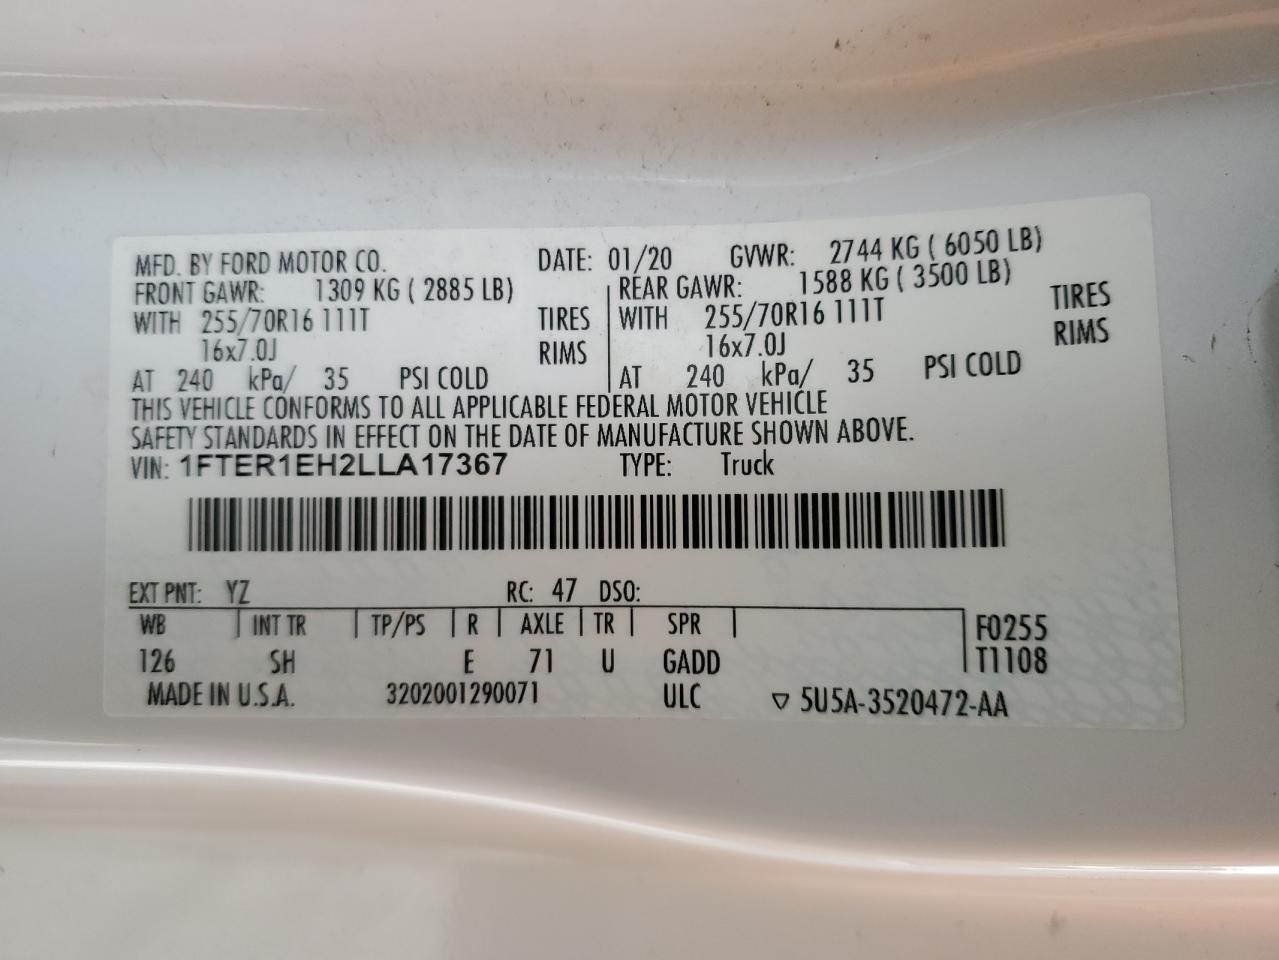 MFD. BY FORD MOTOR CO. DATE: 01/20 GVWR: 2744 KG ( 6050 LB)
FRONT GAWR: 1309 KG ( 2885 LB) REAR GAWR: 1588 KG ( 3500 LB)
WITH 255/70R16 111T TIRES WITH 255/70R16 111T TIRES
16x7.0J RIMS 16x7.0J RIMS
AT 240 kPa/ 35 PSI COLD AT 240 kPa/ 35 PSI COLD
THIS VEHICLE CONFORMS TO ALL APPLICABLE FEDERAL MOTOR VEHICLE
SAFETY STANDARDS IN EFFECT ON THE DATE OF MANUFACTURE SHOWN ABOVE.
VIN: 1FTER1EH2LLA17367 TYPE: Truck
EXT PNT: YZ RC: 47 DSO:
WB INT TR TP/PS R AXLE TR SPR F0255
126 SH E 71 U GADD T1108
MADE IN U.S.A. 3202001290071 ULC ▽ 5U5A-3520472-AA